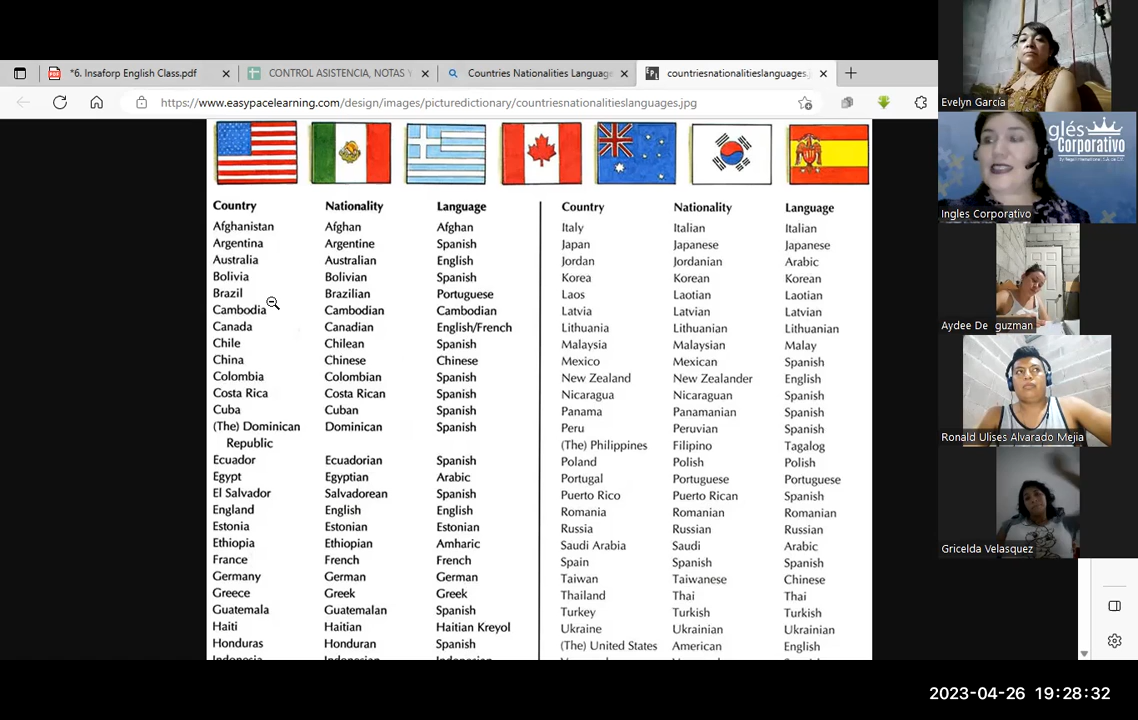 *6. Insaforp English Class.pdf
CONTROL ASISTENCIA, NOTAS
Countries Nationalities Languag
countriesnationalitieslanguages.j
https://www.easypacelearning.com/design/images/picturedictionary/countriesnationalitieslanguages.jpg
Country Nationality Language
Afghanistan Afghan Afghan
Argentina Argentine Spanish
Australia Australian English
Bolivia Bolivian Spanish
Brazil Brazilian Portuguese
Cambodia Cambodian Cambodian
Canada Canadian English/French
Chile Chilean Spanish
China Chinese Chinese
Colombia Colombian Spanish
Costa Rica Costa Rican Spanish
Cuba Cuban Spanish
(The) Dominican Dominican Spanish
Republic
Ecuador Ecuadorian Spanish
Egypt Egyptian Arabic
El Salvador Salvadorean Spanish
England English English
Estonia Estonian Estonian
Ethiopia Ethiopian Amharic
France French French
Germany German German
Greece Greek Greek
Guatemala Guatemalan Spanish
Haiti Haitian Haitian Kreyol
Honduras Honduran Spanish
Indonesia Indonesian Indonesian
Country Nationality Language
Italy Italian Italian
Japan Japanese Japanese
Jordan Jordanian Arabic
Korea Korean Korean
Laos Laotian Laotian
Latvia Latvian Latvian
Lithuania Lithuanian Lithuanian
Malaysia Malaysian Malay
Mexico Mexican Spanish
New Zealand New Zealander English
Nicaragua Nicaraguan Spanish
Panama Panamanian Spanish
Peru Peruvian Spanish
(The) Philippines Filipino Tagalog
Poland Polish Polish
Portugal Portuguese Portuguese
Puerto Rico Puerto Rican Spanish
Romania Romanian Romanian
Russia Russian Russian
Saudi Arabia Saudi Arabic
Spain Spanish Spanish
Taiwan Taiwanese Chinese
Thailand Thai Thai
Turkey Turkish Turkish
Ukraine Ukrainian Ukrainian
(The) United States American English
Evelyn García
glés
Corporativo
Ingles Corporativo
Aydee De guzman
Ronald Ulises Alvarado Mejia
Gricelda Velasquez
2023-04-26 19:28:32